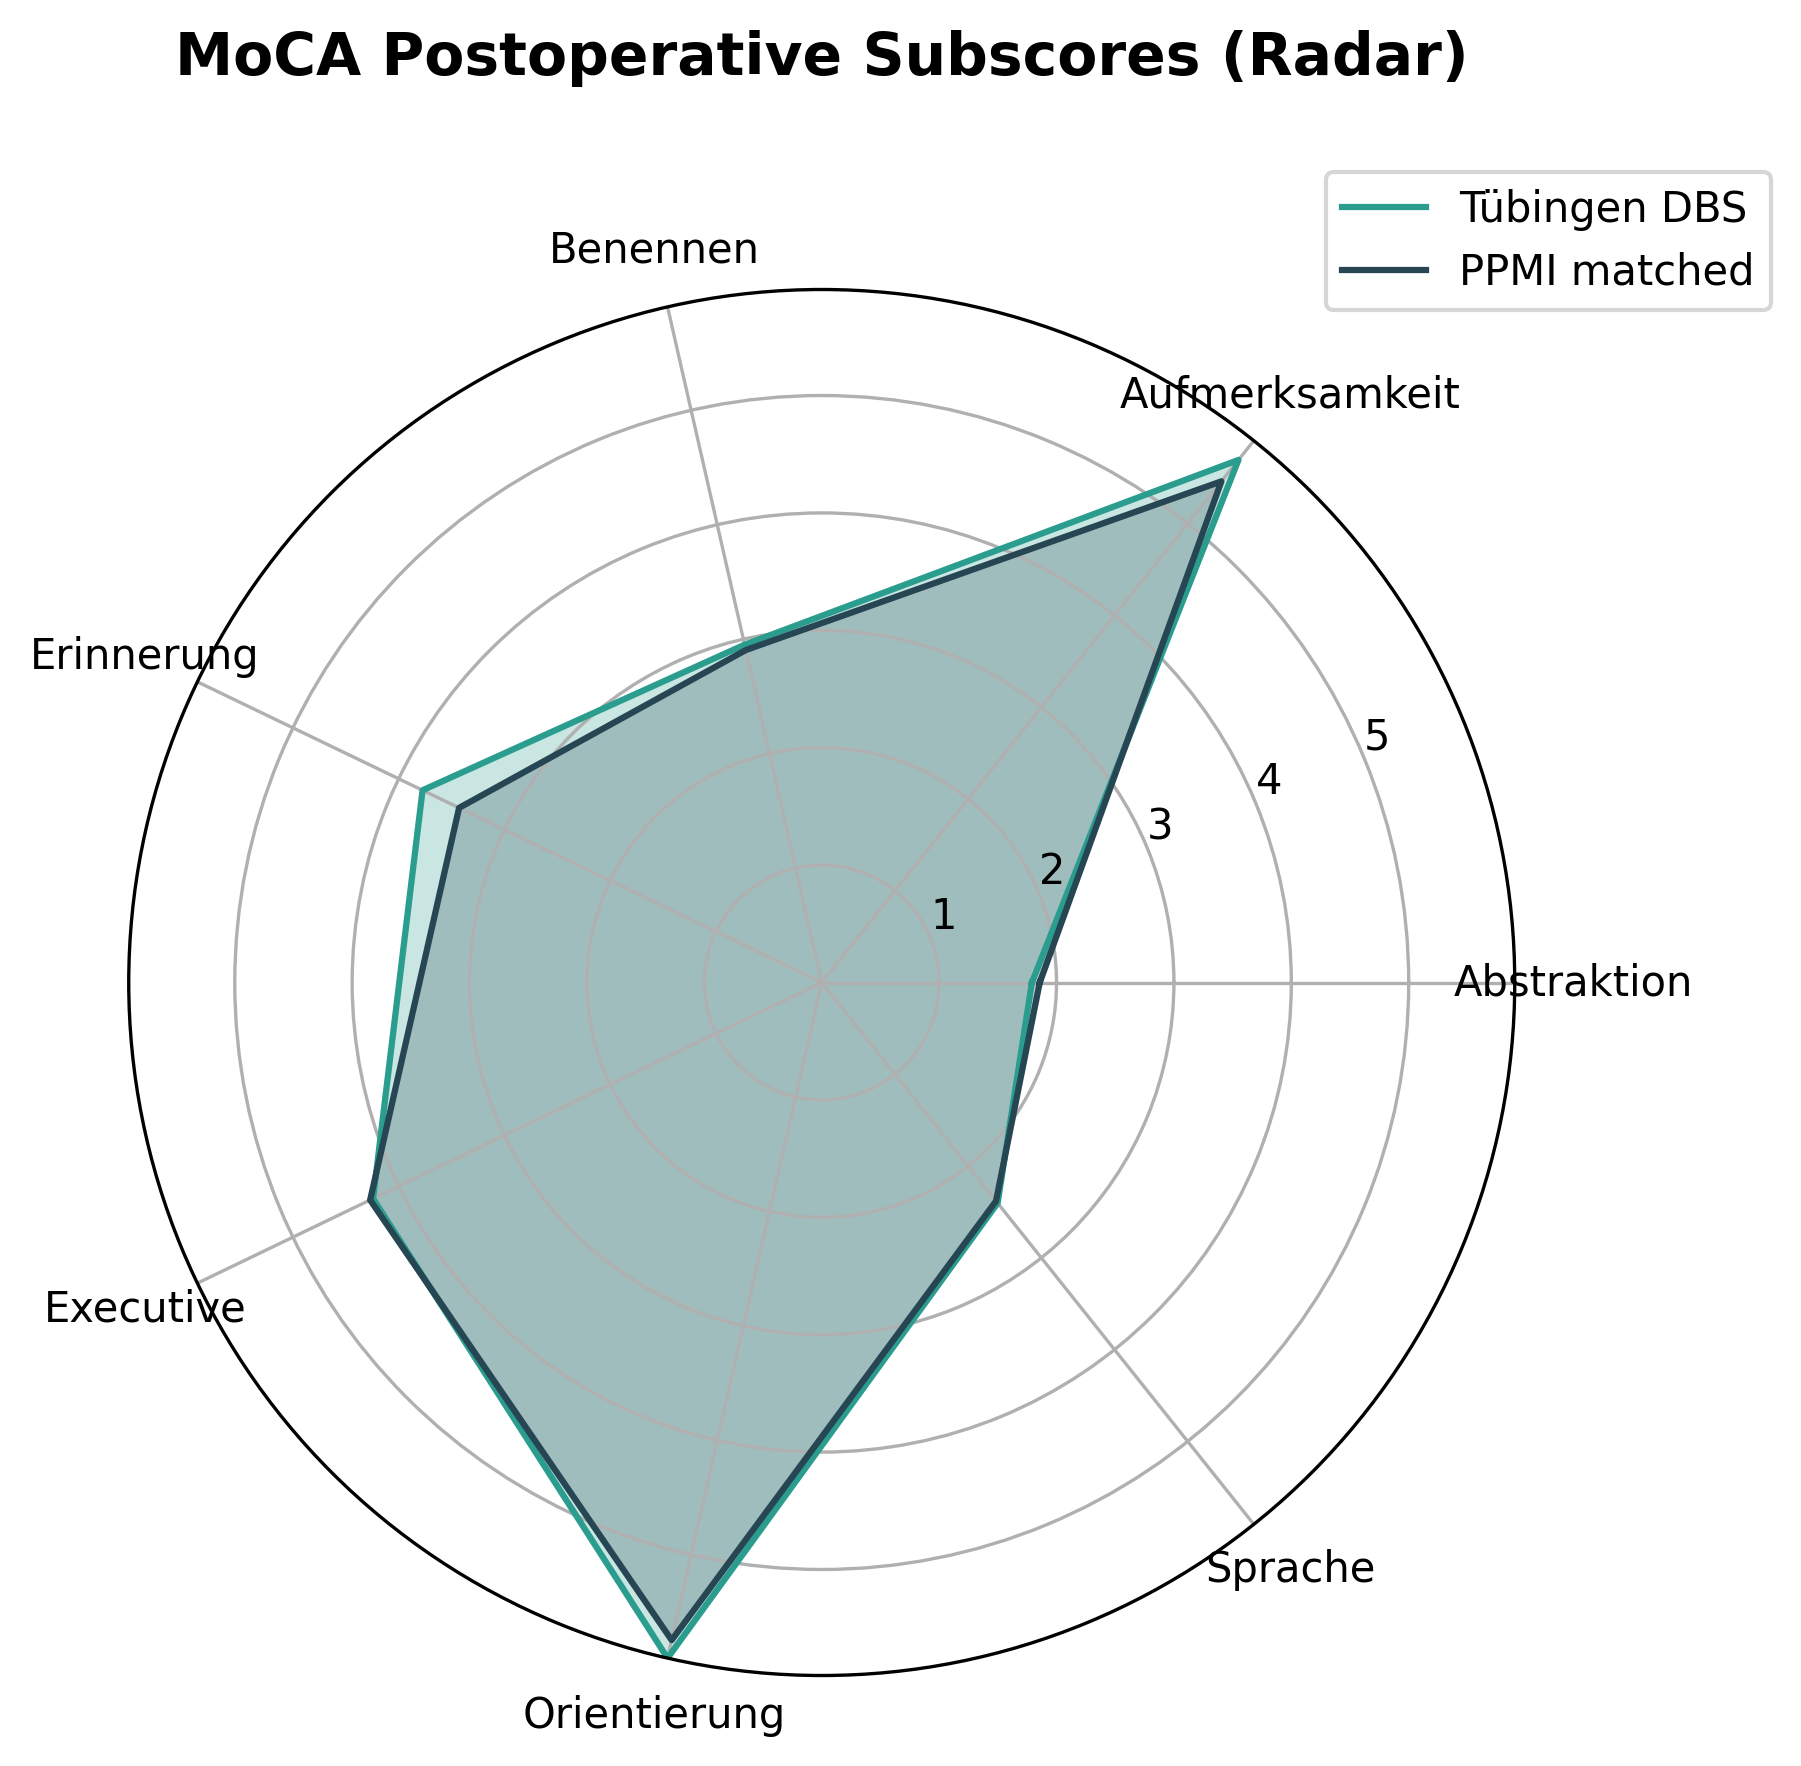 MoCA Postoperative Subscores (Radar)
Tübingen DBS
PPMI matched
Benennen
Aufmerksamkeit
Erinnerung
5
4
3
2
1
Abstraktion
Executive
Sprache
Orientierung